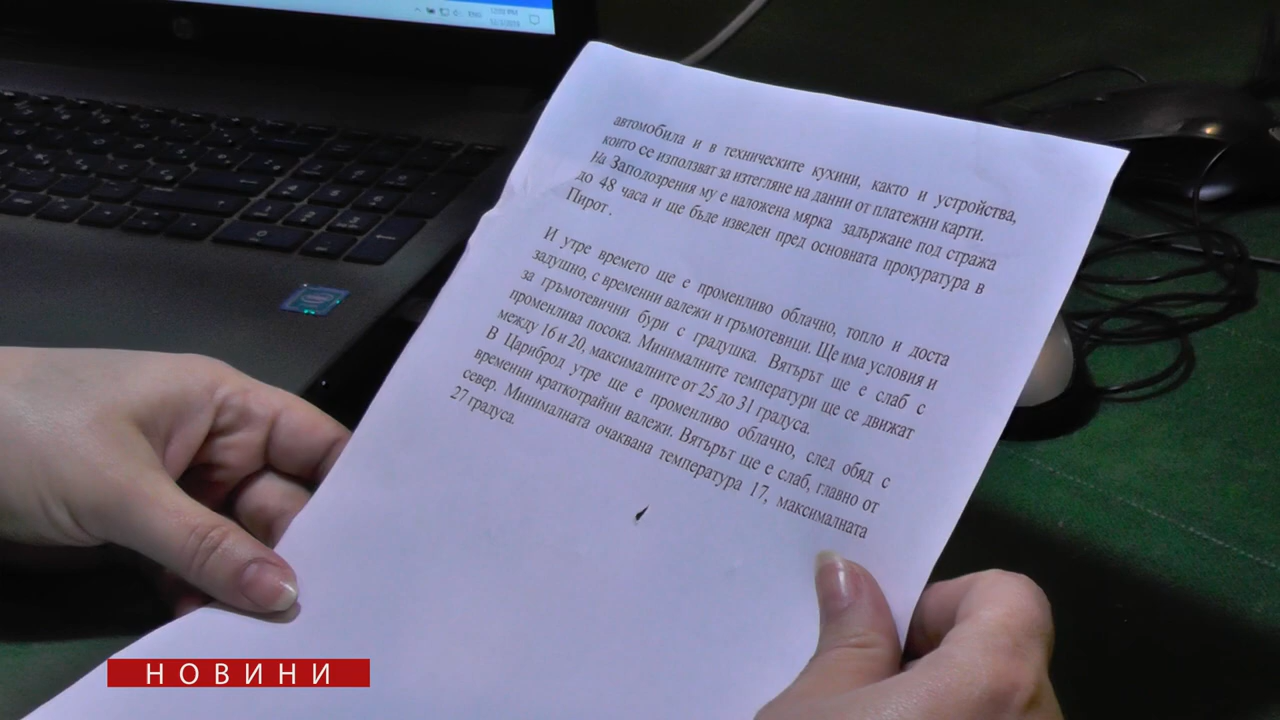 ENG
автомобила и в техническите кухини, както и устройства,
които се използват за изтегляне на данни от платежни карти.
На Заподозрения му е наложена мярка задържане под стража
до 48 часа и ще бъде изведен пред основната прокуратура в
Пирот.
И утре времето ще е променливо облачно, топло и доста
задушно, с временни валежи и гръмотевици. Ще има условия и
за гръмотевични бури с градушка. Вятърът ще е слаб с
променлива посока. Минималните температури ще се движат
между 16 и 20, максималните от 25 до 31 градуса.
В Цариброд утре ще е променливо облачно, след обяд с
временни краткотрайни валежи. Вятърът ще е слаб, главно от
север. Минималната очаквана температура 17, максималната
27 градуса.
НОВИНИ